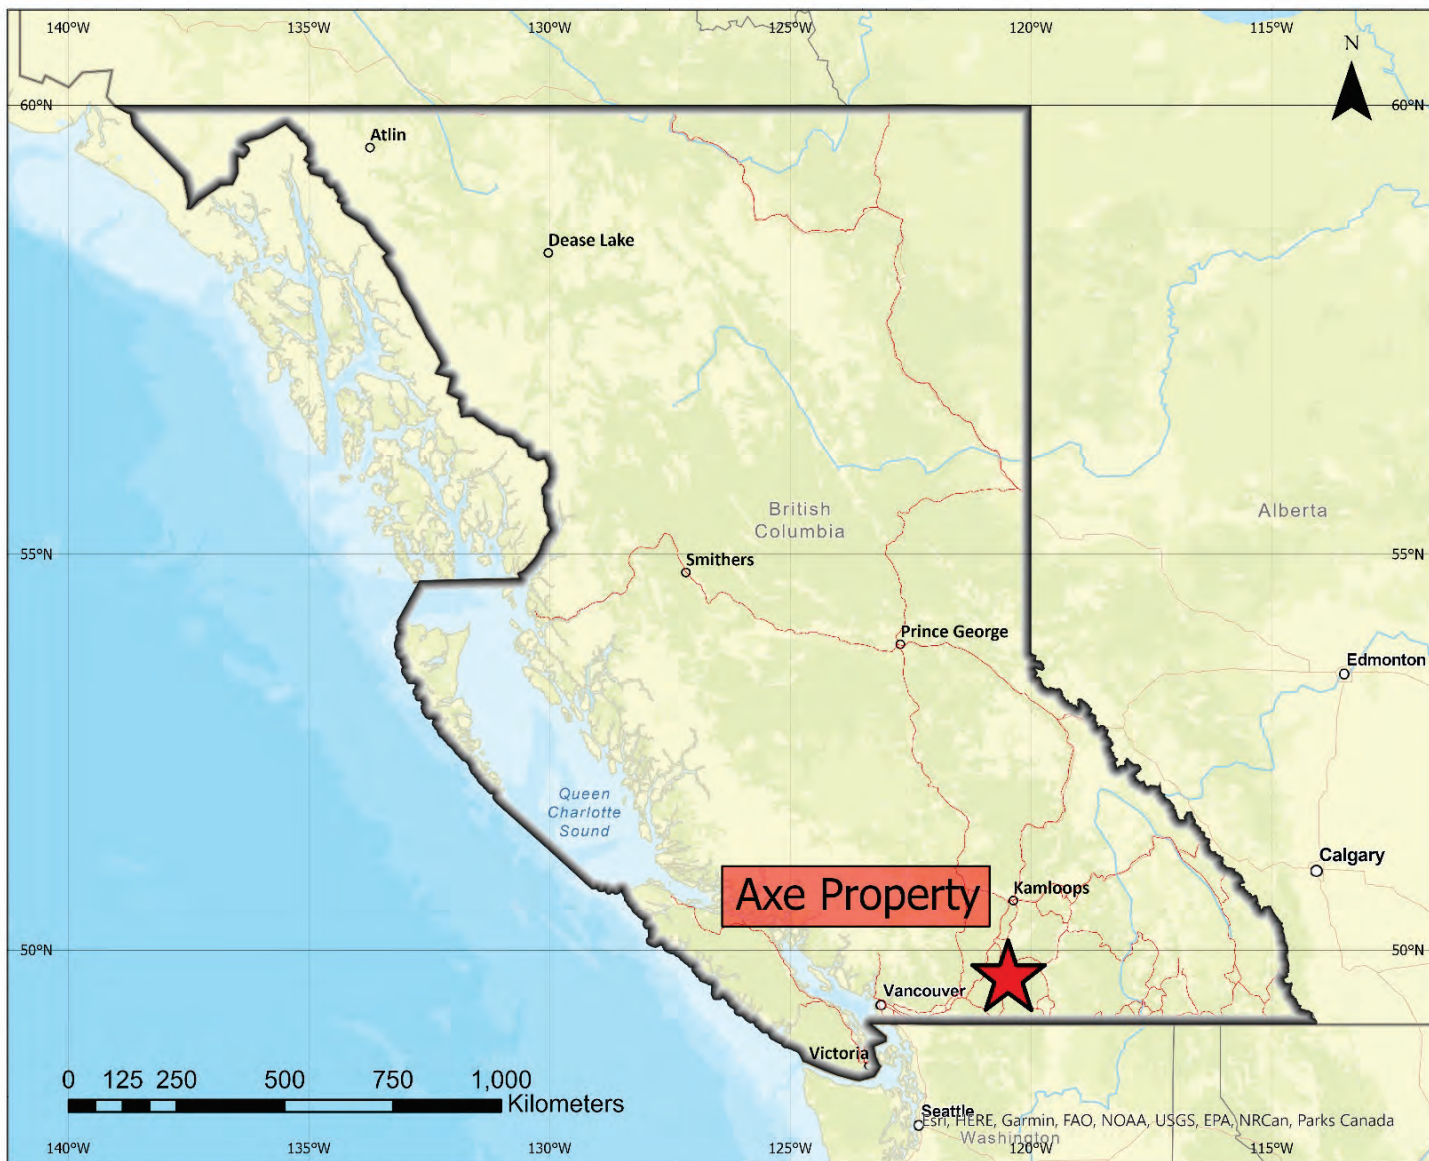 140°W 135°W 130°W 125°W 120°W 115°W
N
60°N 60°N
Atlin
Dease Lake
British
Columbia
Alberta
55°N 55°N
Smithers
Prince George
Edmonton
Queen
Charlotte
Sound
Calgary
Axe Property
Kamloops
50°N 50°N
Vancouver
Victoria
0 125 250 500 750 1,000
Kilometers
Seattle
Esri, HERE, Garmin, FAO, NOAA, USGS, EPA, NRCan, Parks Canada
Washington
140°W 135°W 130°W 125°W 120°W 115°W